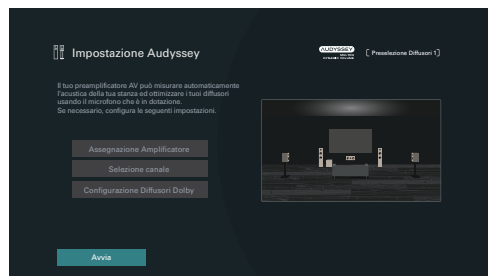 Impostazione Audyssey
AUDYSSEY
[ Preselezione Diffusori 1]
Il tuo preamplificatore AV può misurare automaticamente
l'acustica della tua stanza ed ottimizzare i tuoi diffusori
usando il microfono che è in dotazione.
Se necessario, configura le seguenti impostazioni.
Assegnazione Amplificatore
Selezione canale
Configurazione Diffusori Dolby
Avvia